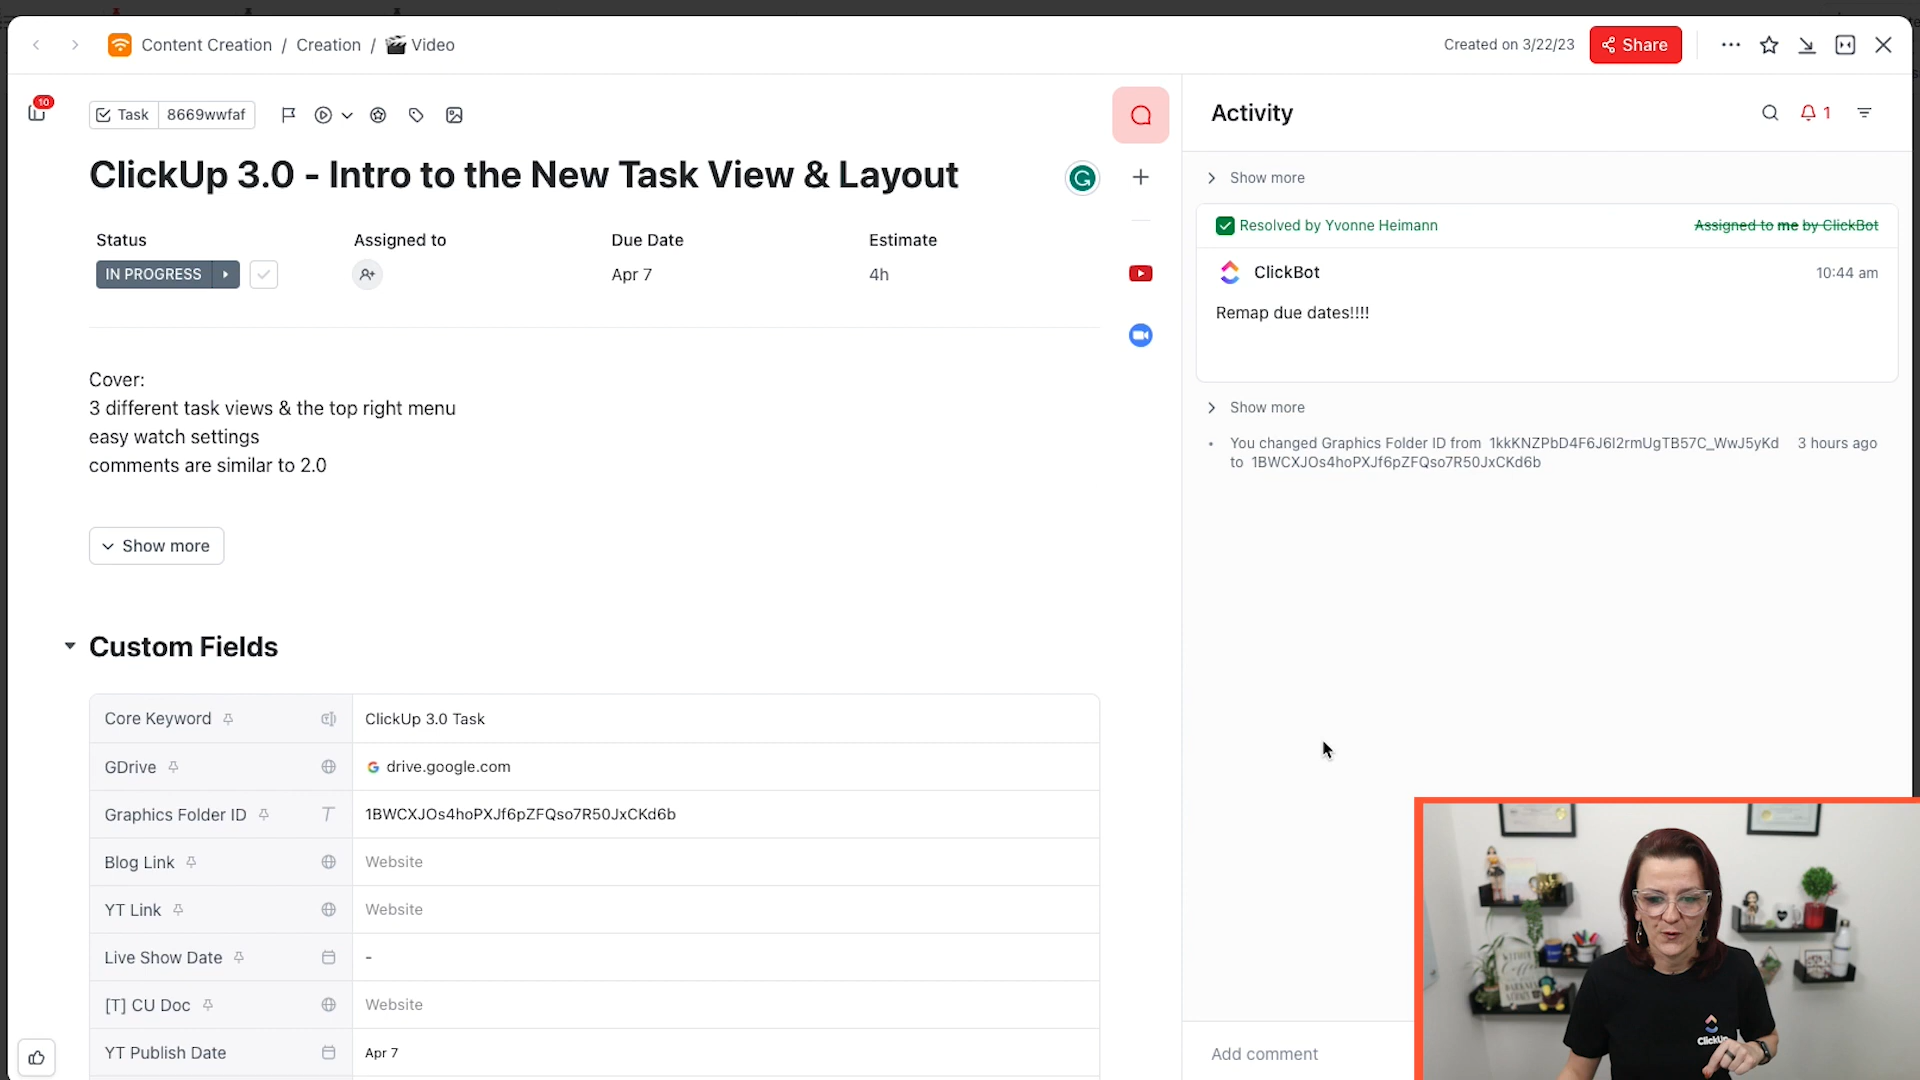 Content Creation / Creation / Video
Created on 3/22/23
Share
10
Task 8669wwfaf
ClickUp 3.0 - Intro to the New Task View & Layout
Status
Assigned to
Due Date
Estimate
IN PROGRESS
Apr 7
4h
Cover:
3 different task views & the top right menu
easy watch settings
comments are similar to 2.0
Show more
Custom Fields
Core Keyword
ClickUp 3.0 Task
GDrive
drive.google.com
Graphics Folder ID
1BWCXJOs4hoPXJf6pZFQso7R50JxCKd6b
Blog Link
Website
YT Link
Website
Live Show Date
-
[T] CU Doc
Website
YT Publish Date
Apr 7
Activity
1
Show more
Resolved by Yvonne Heimann
Assigned to me by ClickBot
ClickBot
10:44 am
Remap due dates!!!!
Show more
You changed Graphics Folder ID from 1kkKNZPbD4F6J6I2rmUgTB57C_WwJ5yKd 3 hours ago
to 1BWCXJOs4hoPXJf6pZFQso7R50JxCKd6b
Add comment